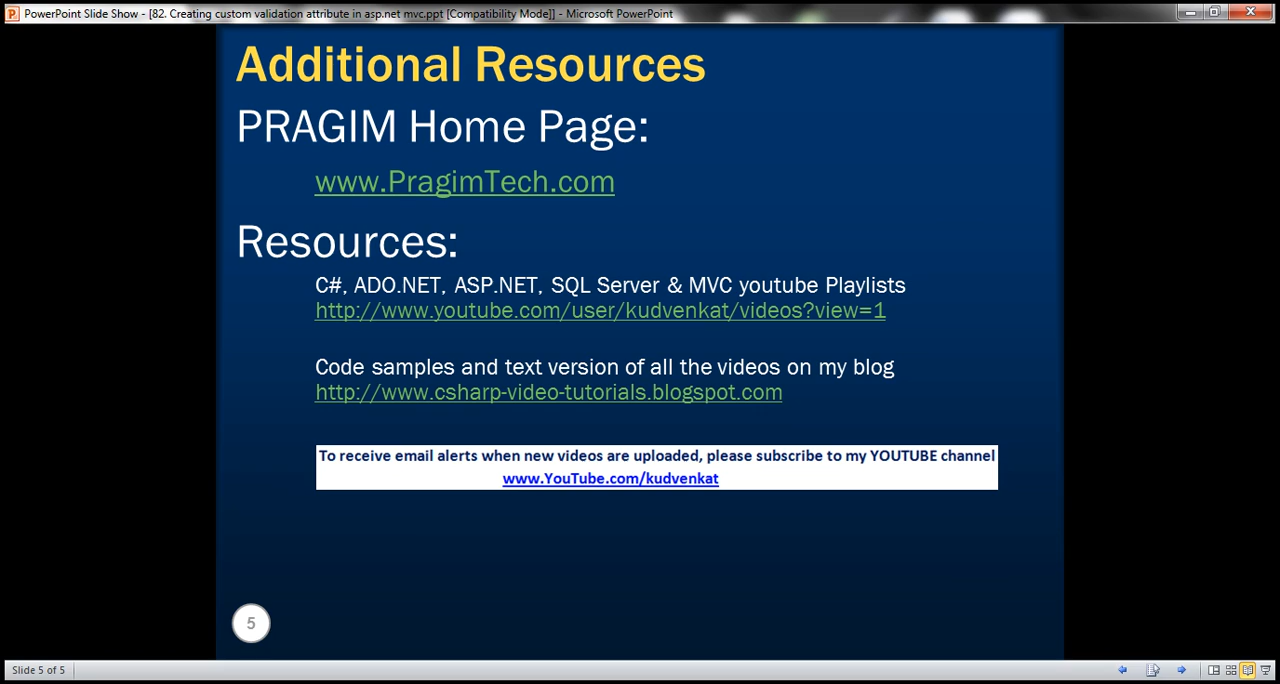 PowerPoint Slide Show - [82. Creating custom validation attribute in asp.net mvc.ppt [Compatibility Mode]] - Microsoft PowerPoint
Additional Resources
PRAGIM Home Page:
www.PragimTech.com
Resources:
C#, ADO.NET, ASP.NET, SQL Server & MVC youtube Playlists
http://www.youtube.com/user/kudvenkat/videos?view=1
Code samples and text version of all the videos on my blog
http://www.csharp-video-tutorials.blogspot.com
To receive email alerts when new videos are uploaded, please subscribe to my YOUTUBE channel
www.YouTube.com/kudvenkat
5
Slide 5 of 5